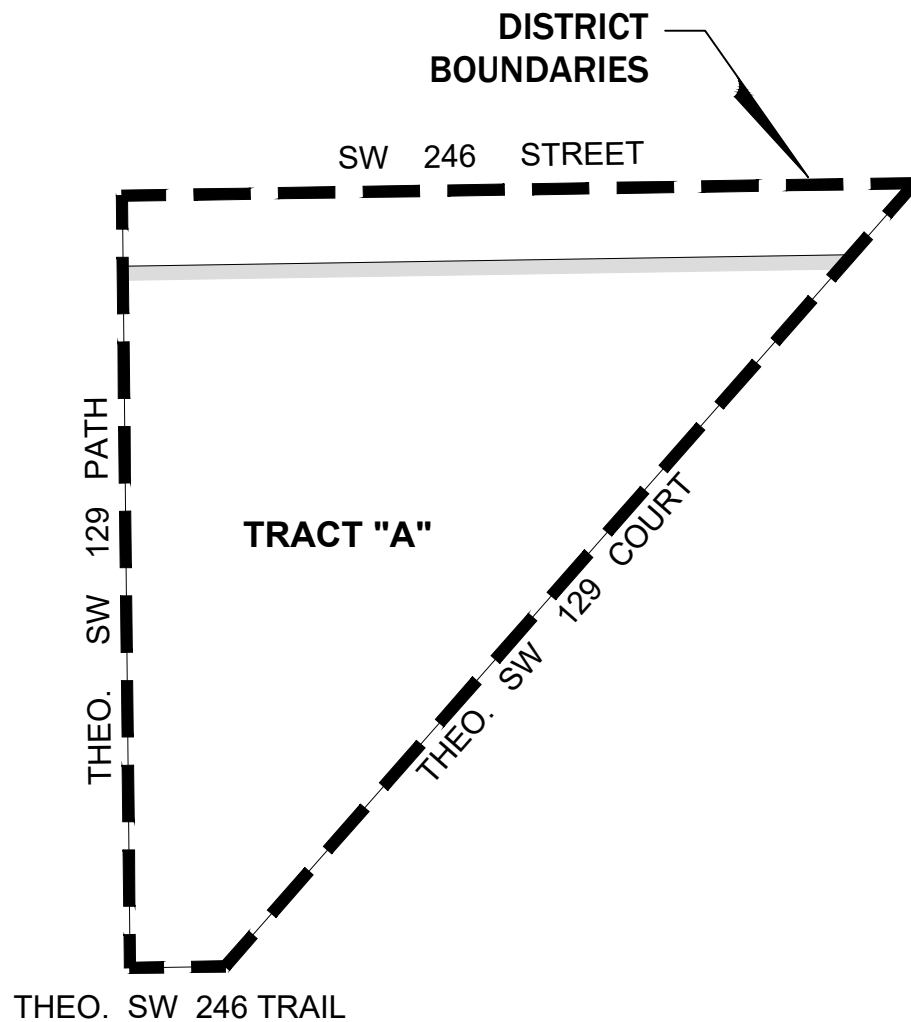 DISTRICT
BOUNDARIES
SW 246 STREET
THEO. SW 129 PATH
TRACT "A"
THEO. SW 129 COURT
THEO. SW 246 TRAIL